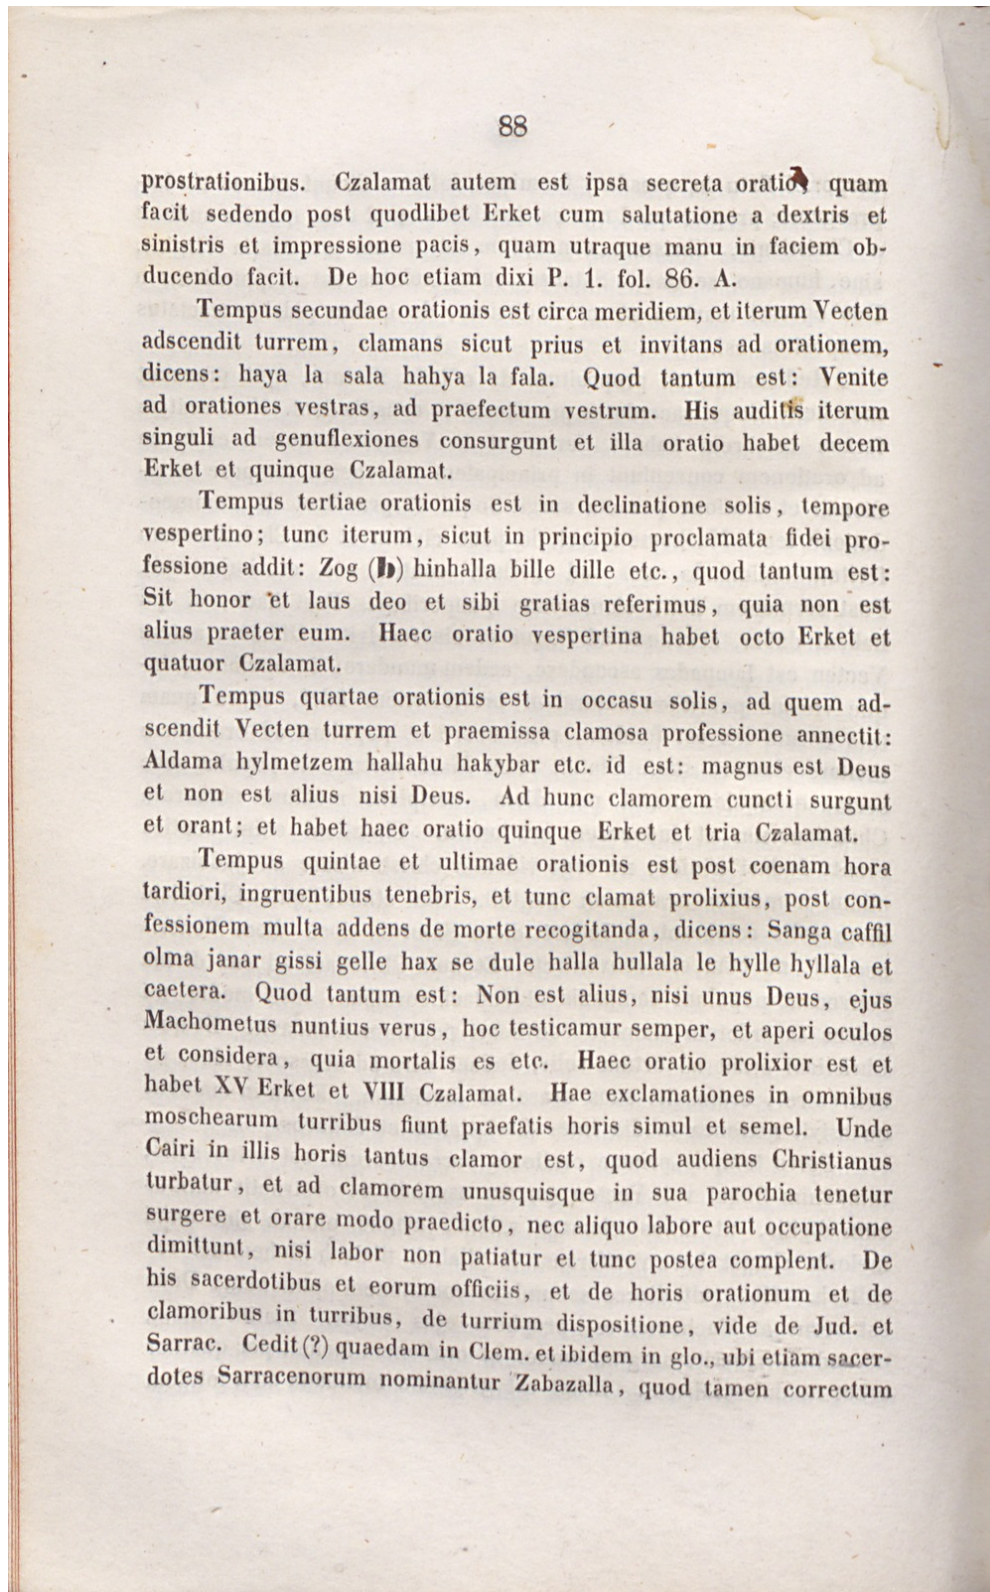 88
prostrationibus. Czalamat autem est ipsa secreta oratio, quam
facit sedendo post quodlibet Erket cum salutatione a dextris et
sinistris et impressione pacis, quam utraque manu in faciem ob-
ducendo facit. De hoc etiam dixi P. 1. fol. 86. A.
Tempus secundae orationis est circa meridiem, et iterum Vecten
adscendit turrem, clamans sicut prius et invitans ad orationem,
dicens: haya la sala hahya la fala. Quod tantum est: Venite
ad orationes vestras, ad praefectum vestrum. His auditis iterum
singuli ad genuflexiones consurgunt et illa oratio habet decem
Erket et quinque Czalamat.
Tempus tertiae orationis est in declinatione solis, tempore
vespertino; tunc iterum, sicut in principio proclamata fidei pro-
fessione addit: Zog (b) hinhalla bille dille etc., quod tantum est:
Sit honor et laus deo et sibi gratias referimus, quia non est
alius praeter eum. Haec oratio vespertina habet octo Erket et
quatuor Czalamat.
Tempus quartae orationis est in occasu solis, ad quem ad-
scendit Vecten turrem et praemissa clamosa professione annectit:
Aldama hylmetzem hallahu hakybar etc. id est: magnus est Deus
et non est alius nisi Deus. Ad hunc clamorem cuncti surgunt
et orant; et habet haec oratio quinque Erket et tria Czalamat.
Tempus quintae et ultimae orationis est post coenam hora
tardiori, ingruentibus tenebris, et tunc clamat prolixius, post con-
fessionem multa addens de morte recogitanda, dicens: Sanga caffil
olma janar gissi gelle hax se dule halla hullala le hylle hyllala et
caetera. Quod tantum est: Non est alius, nisi unus Deus, ejus
Machometus nuntius verus, hoc testicamur semper, et aperi oculos
et considera, quia mortalis es etc. Haec oratio prolixior est et
habet XV Erket et VIII Czalamat. Hae exclamationes in omnibus
moschearum turribus fiunt praefatis horis simul et semel. Unde
Cairi in illis horis tantus clamor est, quod audiens Christianus
turbatur, et ad clamorem unusquisque in sua parochia tenetur
surgere et orare modo praedicto, nec aliquo labore aut occupatione
dimittunt, nisi labor non patiatur et tunc postea complent. De
his sacerdotibus et eorum officiis, et de horis orationum et de
clamoribus in turribus, de turrium dispositione, vide de Jud. et
Sarrac. Cedit (?) quaedam in Clem. et ibidem in glo., ubi etiam sacer-
dotes Sarracenorum nominantur Zabazalla, quod tamen correctum